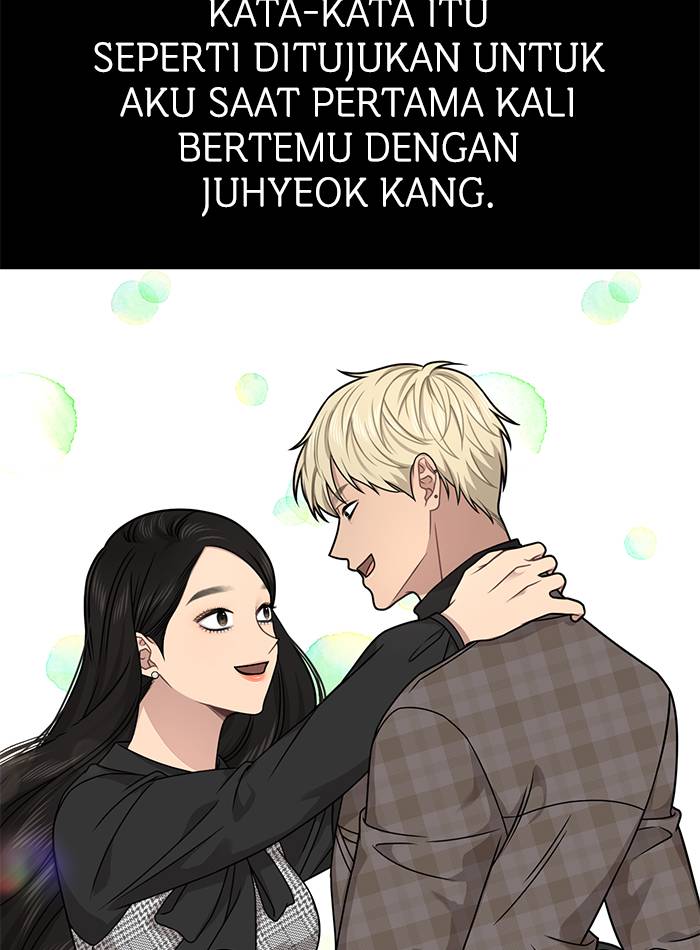 KATA-KATA ITU
SEPERTI DITUJUKAN UNTUK
AKU SAAT PERTAMA KALI
BERTEMU DENGAN
JUHYEOK KANG.